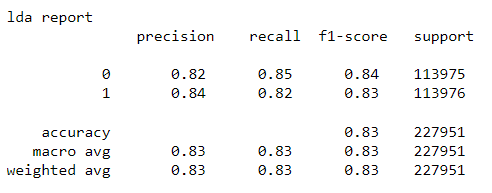 lda report
precision recall f1-score support
0 0.82 0.85 0.84 113975
1 0.84 0.82 0.83 113976
accuracy 0.83 227951
macro avg 0.83 0.83 0.83 227951
weighted avg 0.83 0.83 0.83 227951